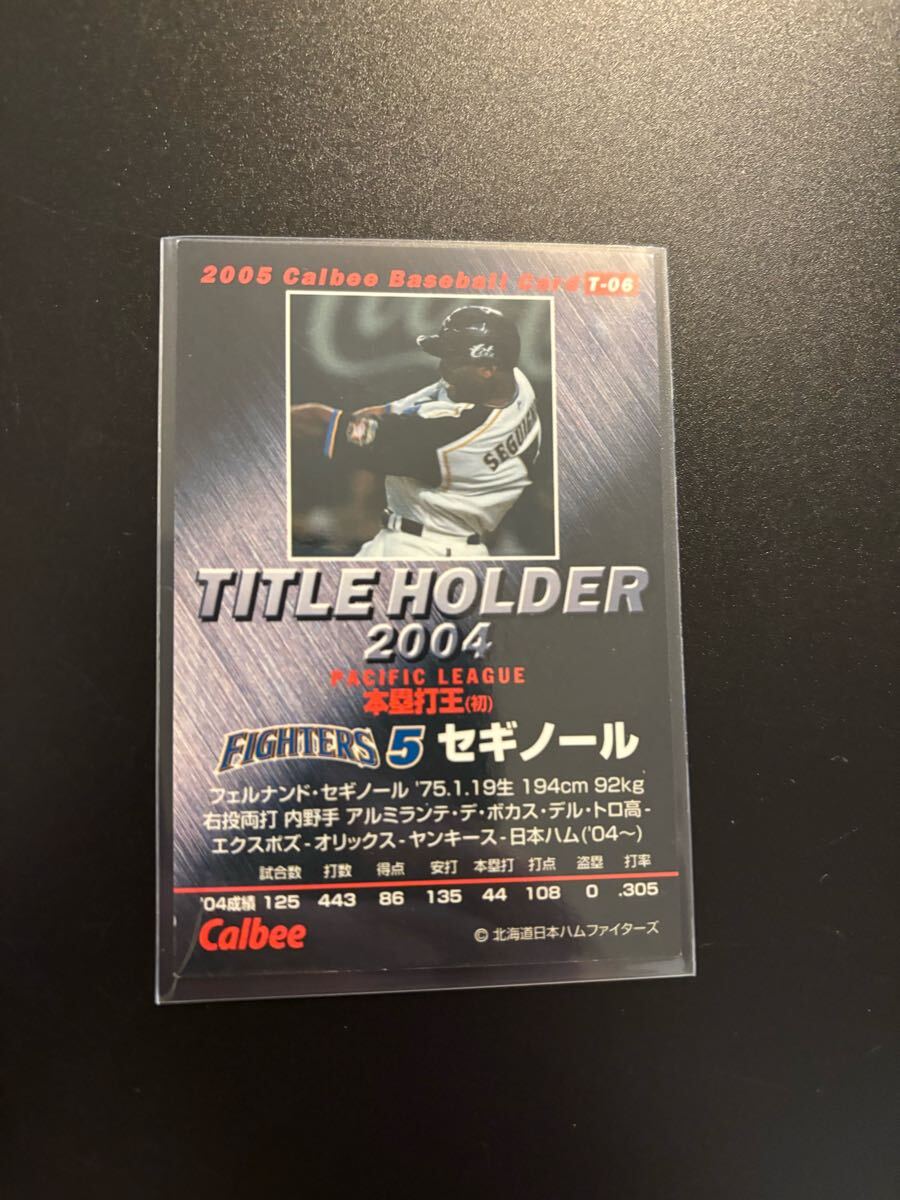 2005 Calbee Baseball Card T-06
TITLE HOLDER
2004
PACIFIC LEAGUE
本塁打王(初)
FIGHTERS 5 セギノール
フェルナンド・セギノール '75.1.19生 194cm 92kg
右投両打 内野手 アルミランテ・デ・ボカス・デル・トロ高-
エクスポズ-オリックス-ヤンキース-日本ハム('04～)
試合数 打数 得点 安打 本塁打 打点 盗塁 打率
'04成績 125 443 86 135 44 108 0 .305
Calbee © 北海道日本ハムファイターズ